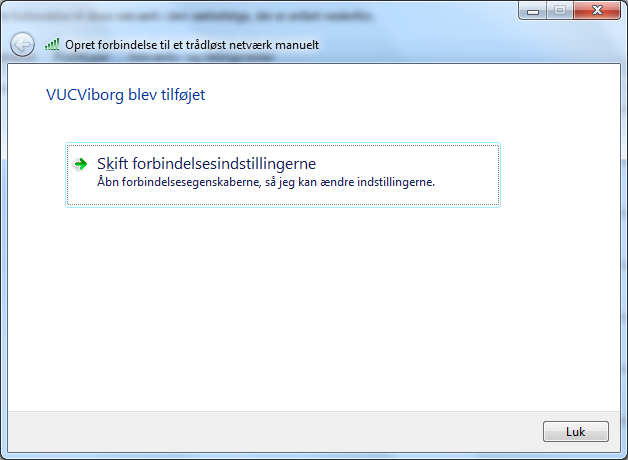 Opret forbindelse til et trådløst netværk manuelt
VUCViborg blev tilføjet
Skift forbindelsesindstillingerne
Åbn forbindelsesegenskaberne, så jeg kan ændre indstillingerne.
Luk